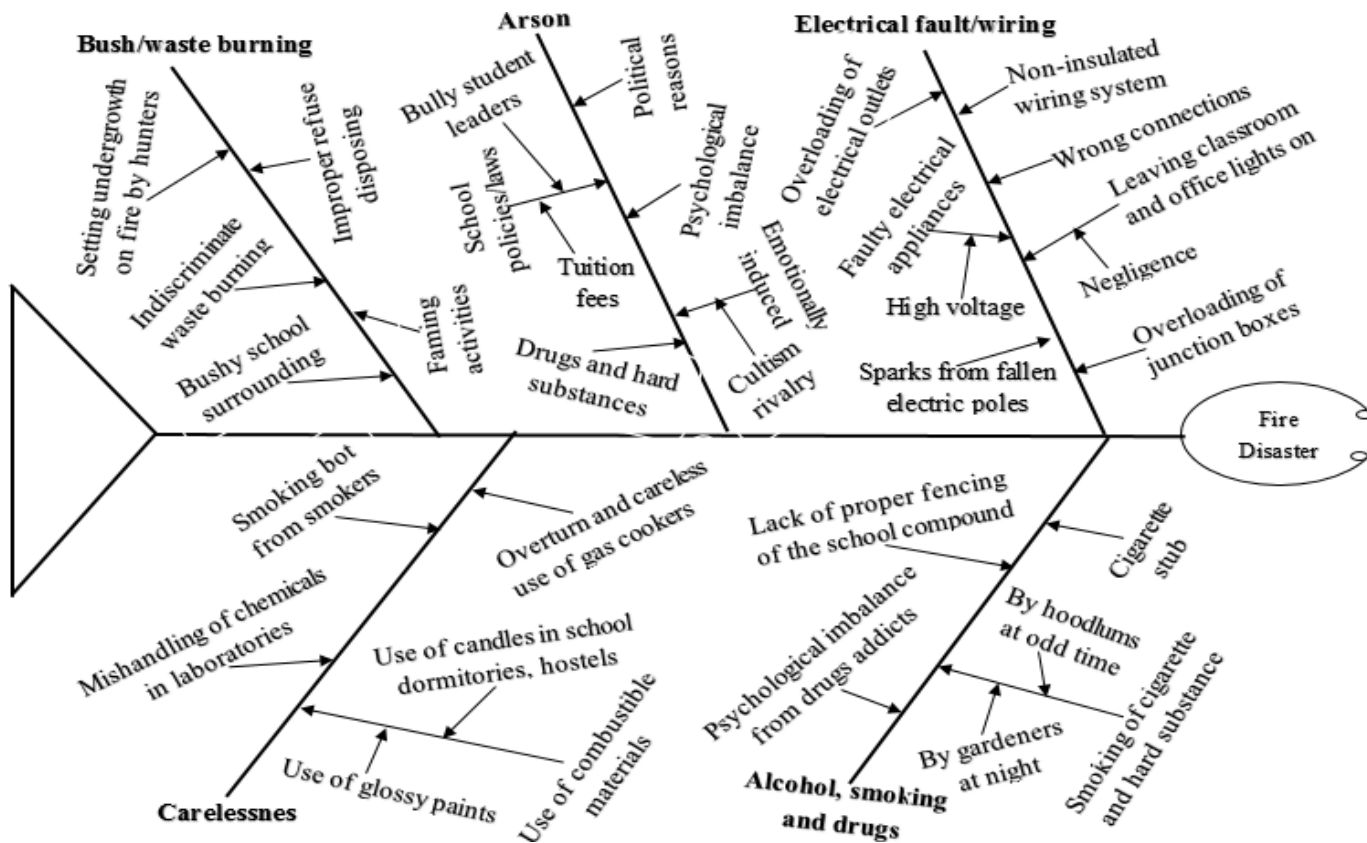 Bush/waste burning
Setting undergrowth
on fire by hunters
Improper refuse
disposing
Indiscriminate
waste burning
Fanning
activities
Bushy school
surrounding
Arson
Bully student
leaders
Political
reasons
School
policies/laws
Tuition
fees
Psychological
imbalance
Emotionally
induced
Cultism
rivalry
Drugs and hard
substances
Electrical fault/wiring
Overloading of
electrical outlets
Non-insulated
wiring system
Wrong connections
Faulty electrical
appliances
High voltage
Leaving classroom
and office lights on
Negligence
Sparks from fallen
electric poles
Overloading of
junction boxes
Fire
Disaster
Smoking bot
from smokers
Overturn and careless
use of gas cookers
Mishandling of chemicals
in laboratories
Use of candles in school
dormitories, hostels
Use of glossy paints
Use of combustible
materials
Carelessnes
Lack of proper fencing
of the school compound
Cigarette
stub
Psychological imbalance
from drugs addicts
By hoodlums
at odd time
By gardeners
at night
Smoking of cigarette
and hard substance
Alcohol, smoking
and drugs